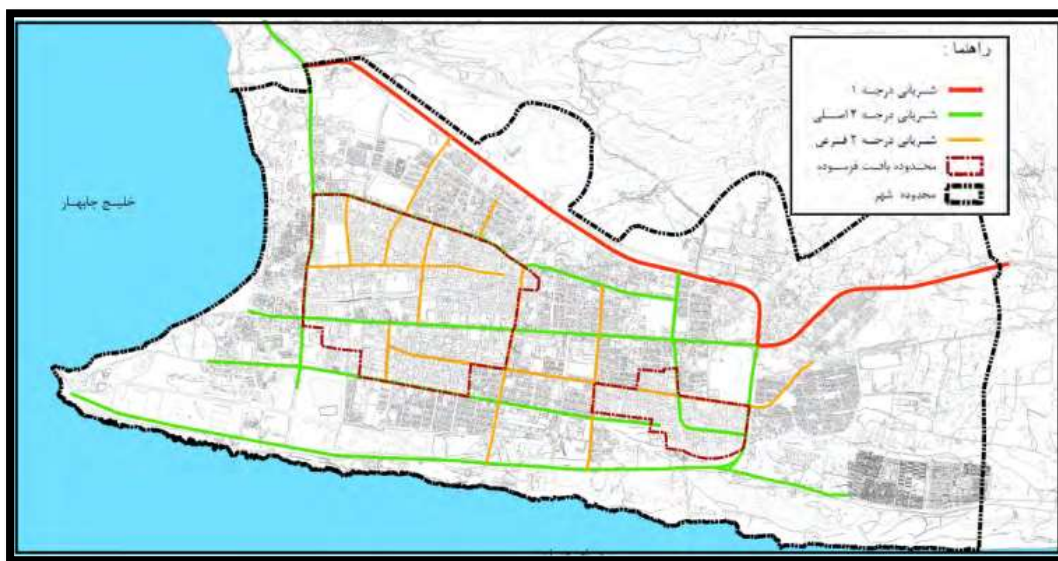 راهنما :
شریانی درجه ۱
شریانی درجه ۲ اصلی
شریانی درجه ۲ فرعی
محدوده بافت فرسوده
محدوده شهر
خلیج چابهار